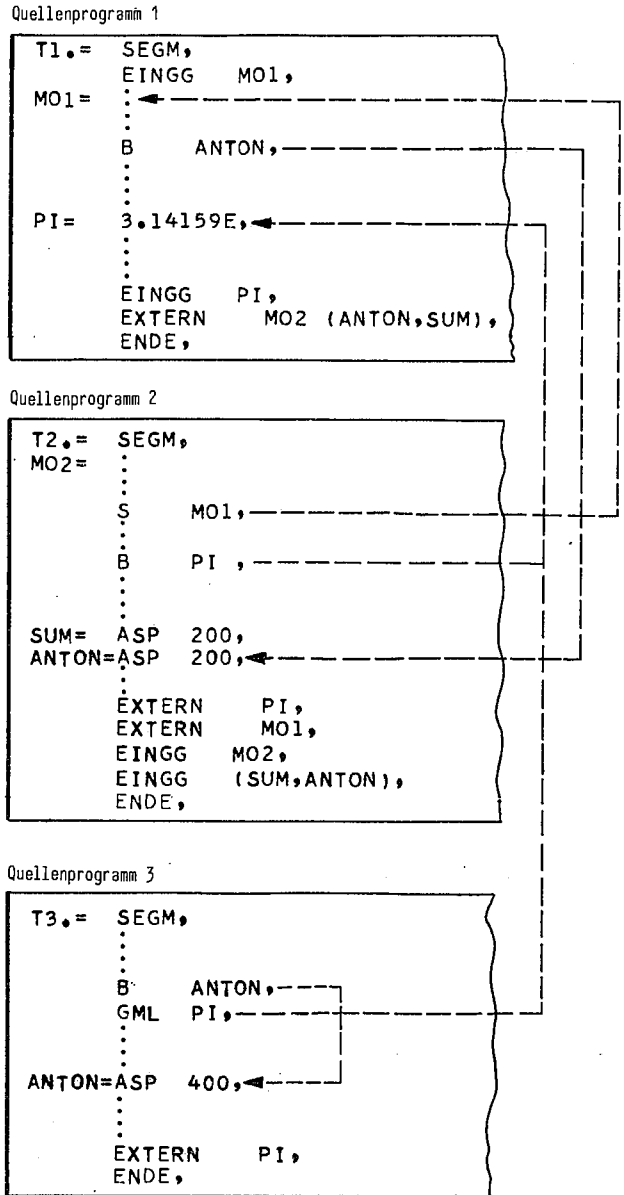 Quellenprogramm 1
T1.= SEGM,
EINGG MO1,
MO1=
B ANTON,
PI= 3.14159E,
EINGG PI,
EXTERN MO2 (ANTON,SUM),
ENDE,
Quellenprogramm 2
T2.= SEGM,
MO2=
S MO1,
B PI ,
SUM= ASP 200,
ANTON=ASP 200,
EXTERN PI,
EXTERN MO1,
EINGG MO2,
EINGG (SUM,ANTON),
ENDE,
Quellenprogramm 3
T3.= SEGM,
B ANTON,
GML PI,
ANTON=ASP 400,
EXTERN PI,
ENDE,